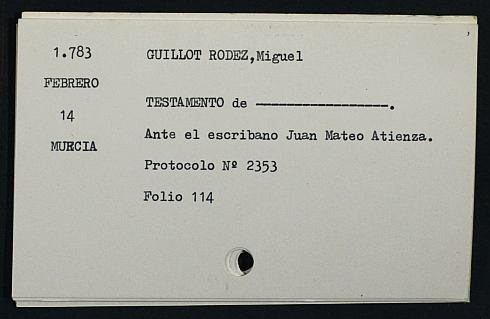 1.783
FEBRERO
14
MURCIA
GUILLOT RODEZ,Miguel
TESTAMENTO de -----------------.
Ante el escribano Juan Mateo Atienza.
Protocolo Nº 2353
Folio 114